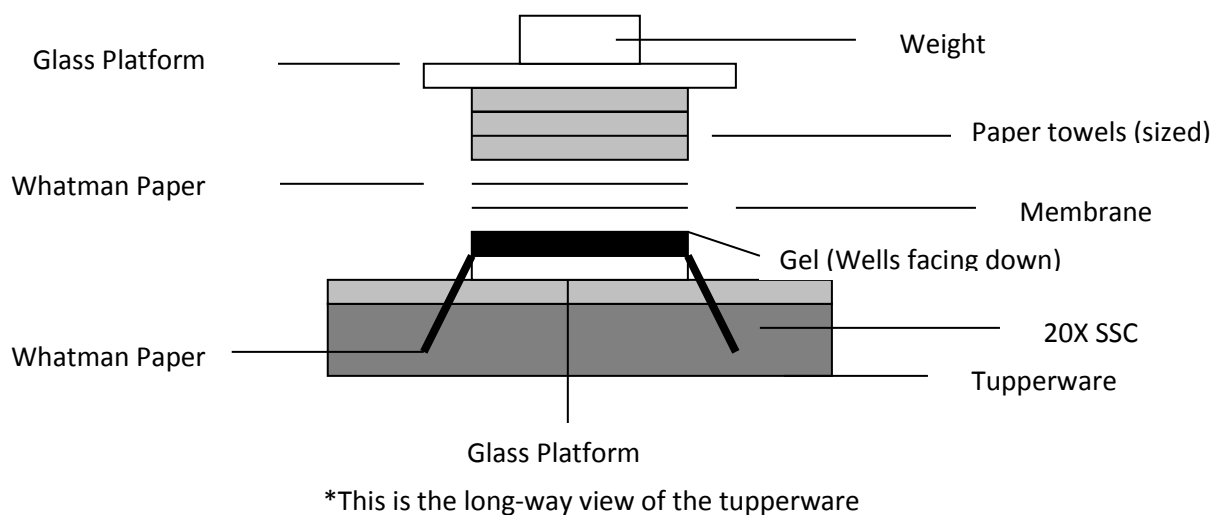 Weight
Glass Platform
Paper towels (sized)
Whatman Paper
Membrane
Gel (Wells facing down)
20X SSC
Whatman Paper
Tupperware
Glass Platform
*This is the long-way view of the tupperware